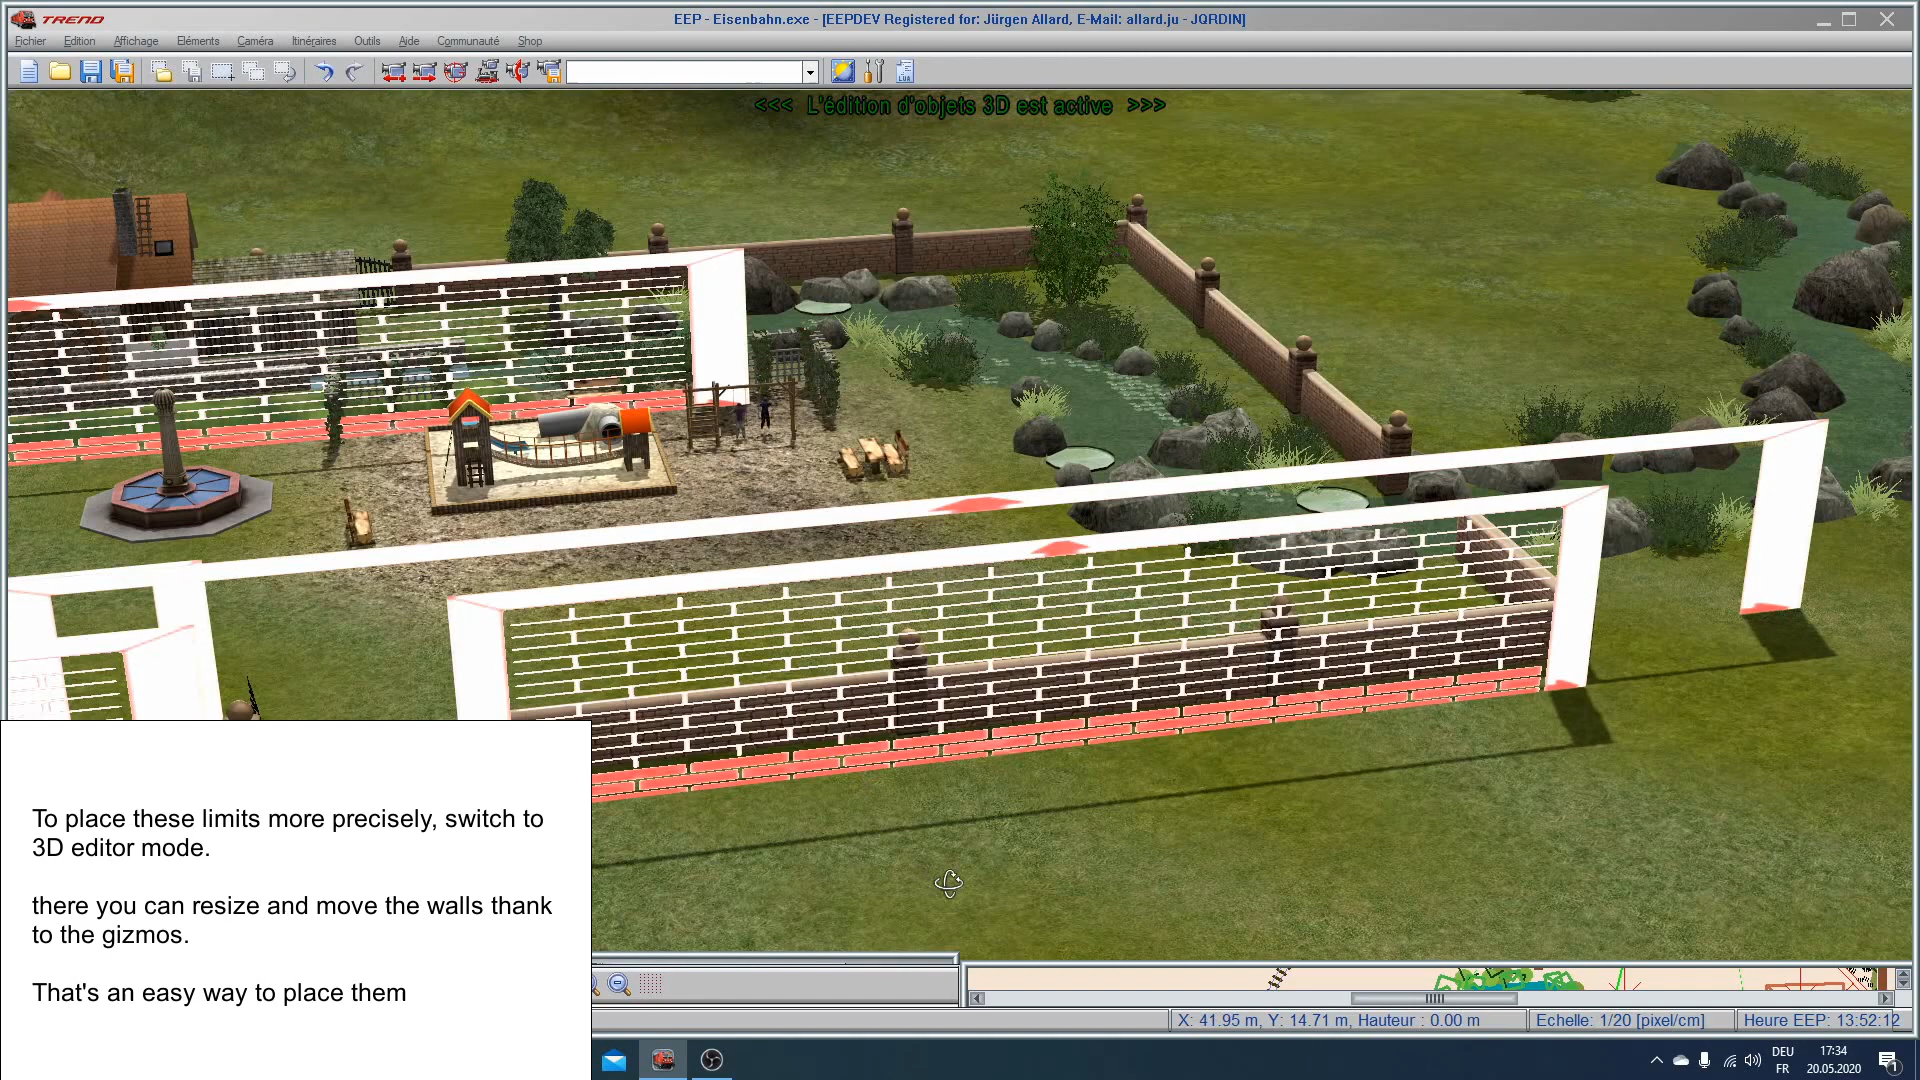 TREND
EEP - Eisenbahn.exe - [EEPDEV Registered for: Jürgen Allard, E-Mail: allard.ju - JQRDIN]
Fichier Edition Affichage Eléments Caméra Itinéraires Outils Aide Communauté Shop
LUA
<<< L'édition d'objets 3D est active >>>
To place these limits more precisely, switch to
3D editor mode.
there you can resize and move the walls thank
to the gizmos.
That's an easy way to place them
X: 41.95 m, Y: 14.71 m, Hauteur : 0.00 m
Echelle: 1/20 [pixel/cm]
Heure EEP: 13:52:12
DEU
FR
17:34
20.05.2020
1